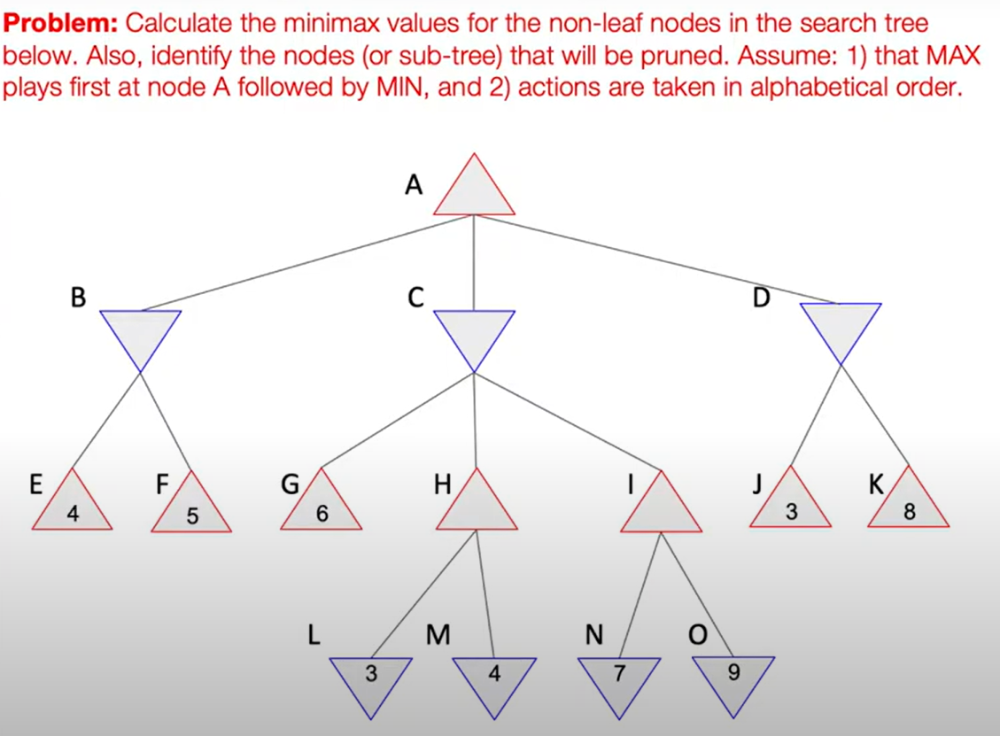 Problem: Calculate the minimax values for the non-leaf nodes in the search tree
below. Also, identify the nodes (or sub-tree) that will be pruned. Assume: 1) that MAX
plays first at node A followed by MIN, and 2) actions are taken in alphabetical order.
A
B C D
E F G H I J K
4 5 6 3 8
L M N O
3 4 7 9